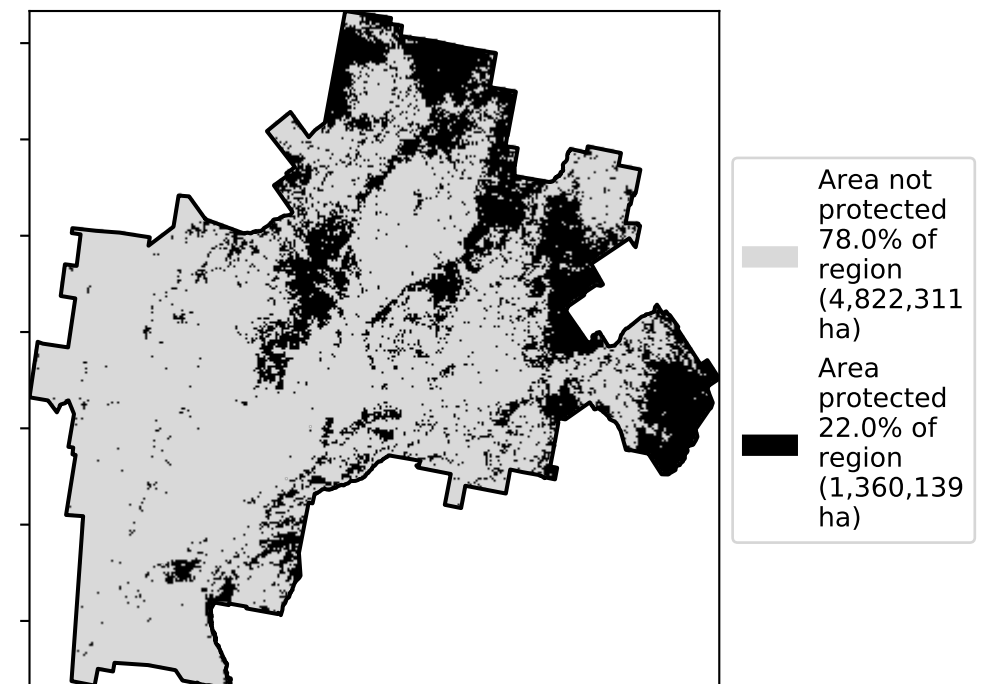 Area not
protected
78.0% of
region
(4,822,311
ha)
Area
protected
22.0% of
region
(1,360,139
ha)